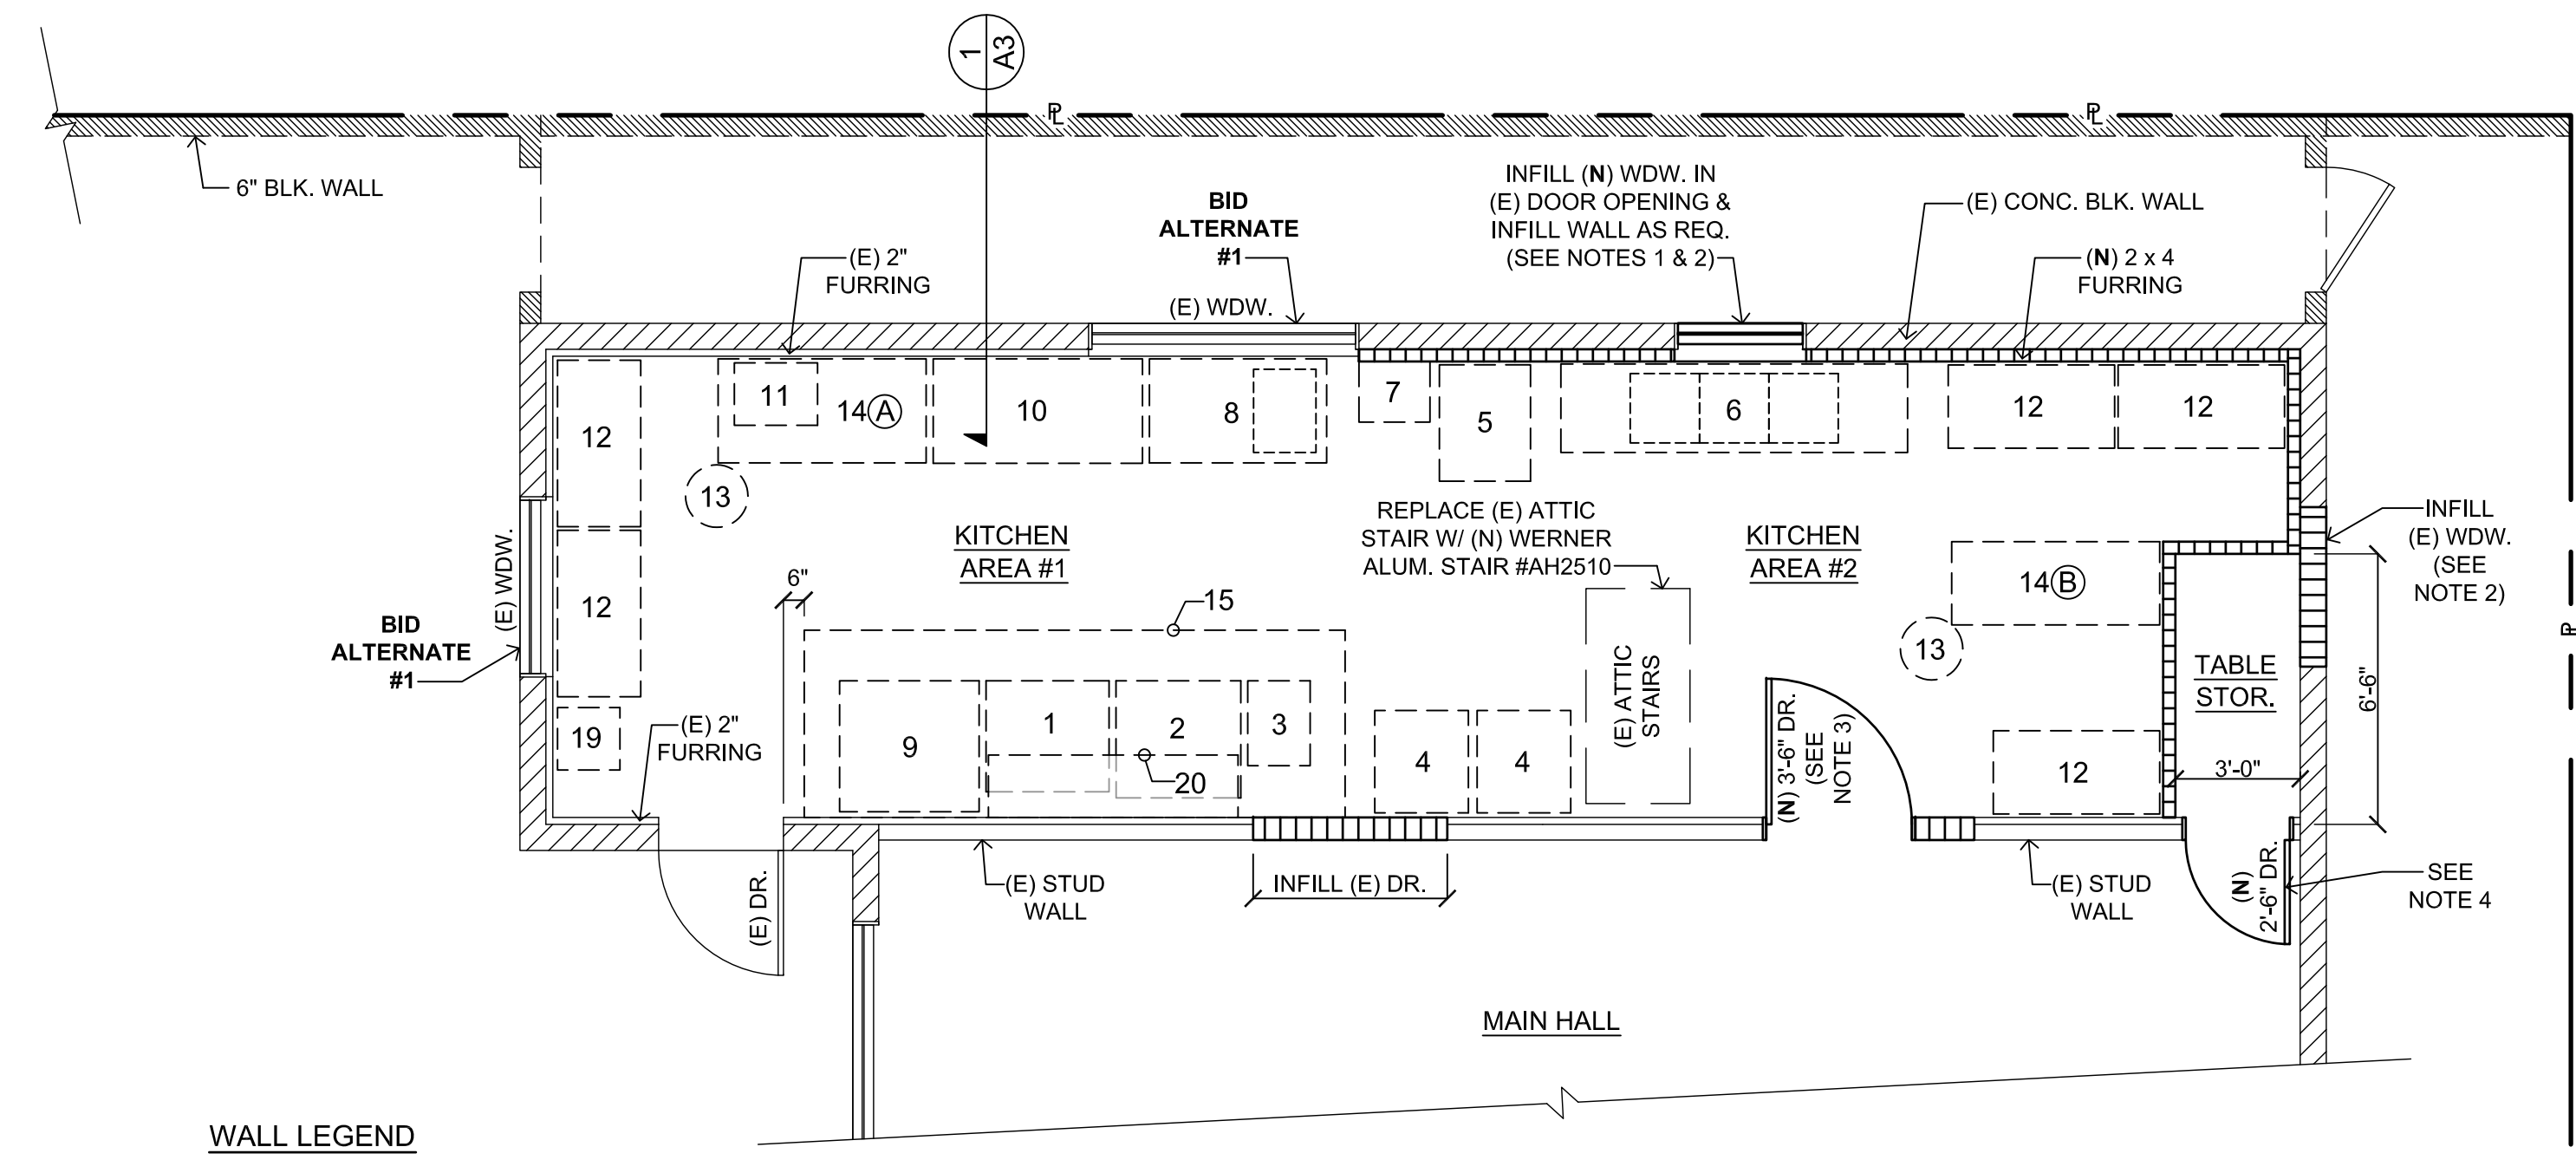 1
A3
PL
PL
6" BLK. WALL
BID
ALTERNATE
#1
INFILL (N) WDW. IN
(E) DOOR OPENING &
INFILL WALL AS REQ.
(SEE NOTES 1 & 2)
(E) CONC. BLK. WALL
(E) 2"
FURRING
(E) WDW.
(N) 2 x 4
FURRING
12
11
14 A
10
8
7
5
6
12
12
13
REPLACE (E) ATTIC
STAIR W/ (N) WERNER
ALUM. STAIR #AH2510
KITCHEN
AREA #1
KITCHEN
AREA #2
INFILL
(E) WDW.
(SEE
NOTE 2)
(E) WDW.
12
6"
15
14 B
PL
BID
ALTERNATE
#1
13
TABLE
STOR.
6'-6"
(E) ATTIC
STAIRS
19
(E) 2"
FURRING
9
1
2
3
20
4
4
(N) 3'-6" DR.
(SEE
NOTE 3)
12
3'-0"
(E) DR.
(E) STUD
WALL
INFILL (E) DR.
(E) STUD
WALL
(N)
2'-6" DR.
SEE
NOTE 4
MAIN HALL
WALL LEGEND